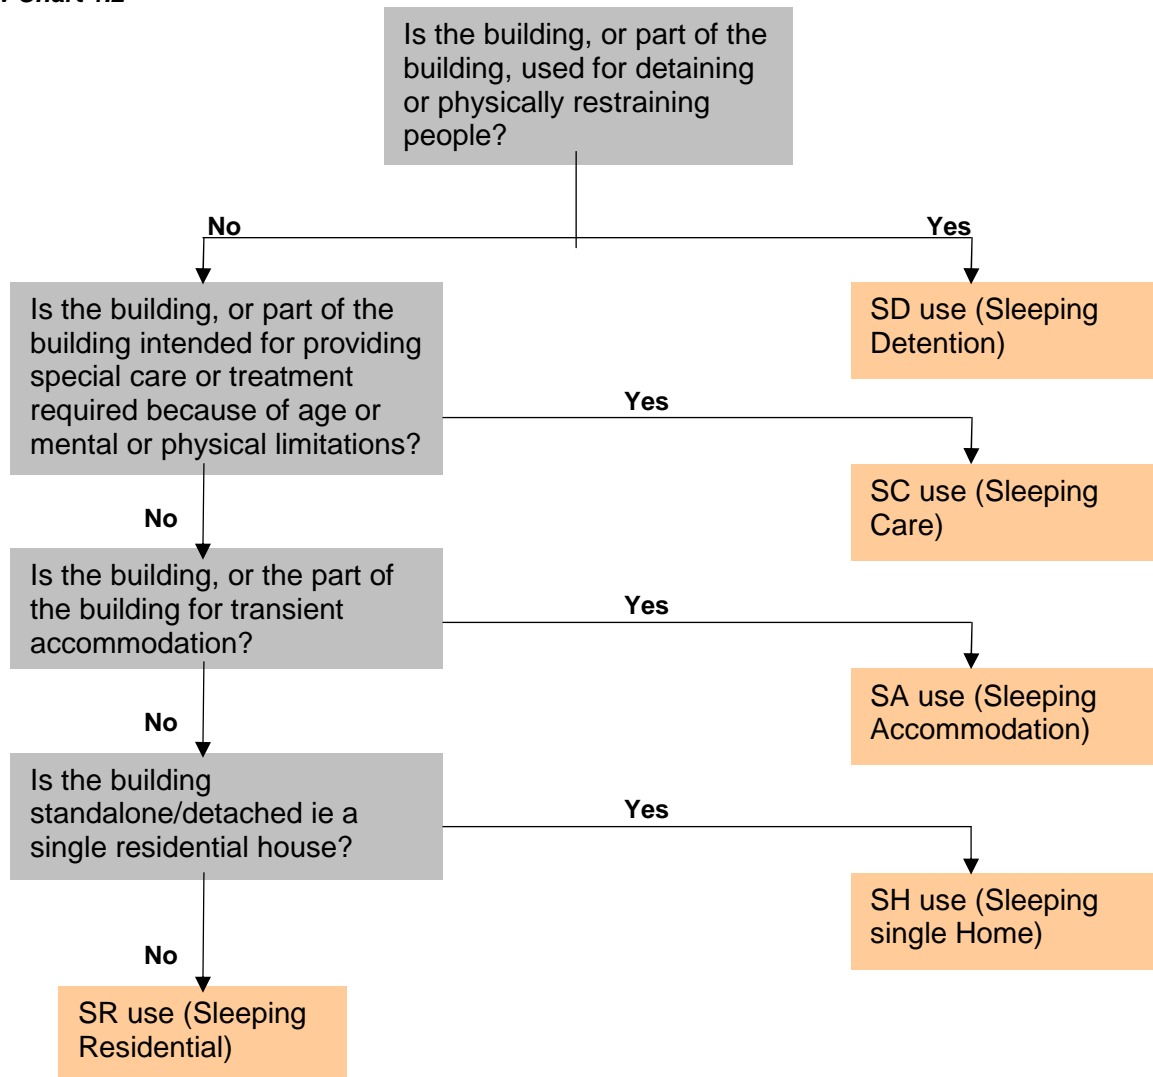 Is the building, or part of the
building, used for detaining
or physically restraining
people?
No
Yes
Is the building, or part of the
building intended for providing
special care or treatment
required because of age or
mental or physical limitations?
SD use (Sleeping
Detention)
Yes
SC use (Sleeping
Care)
No
Is the building, or the part of
the building for transient
accommodation?
Yes
SA use (Sleeping
Accommodation)
No
Is the building
standalone/detached ie a
single residential house?
Yes
SH use (Sleeping
single Home)
No
SR use (Sleeping
Residential)